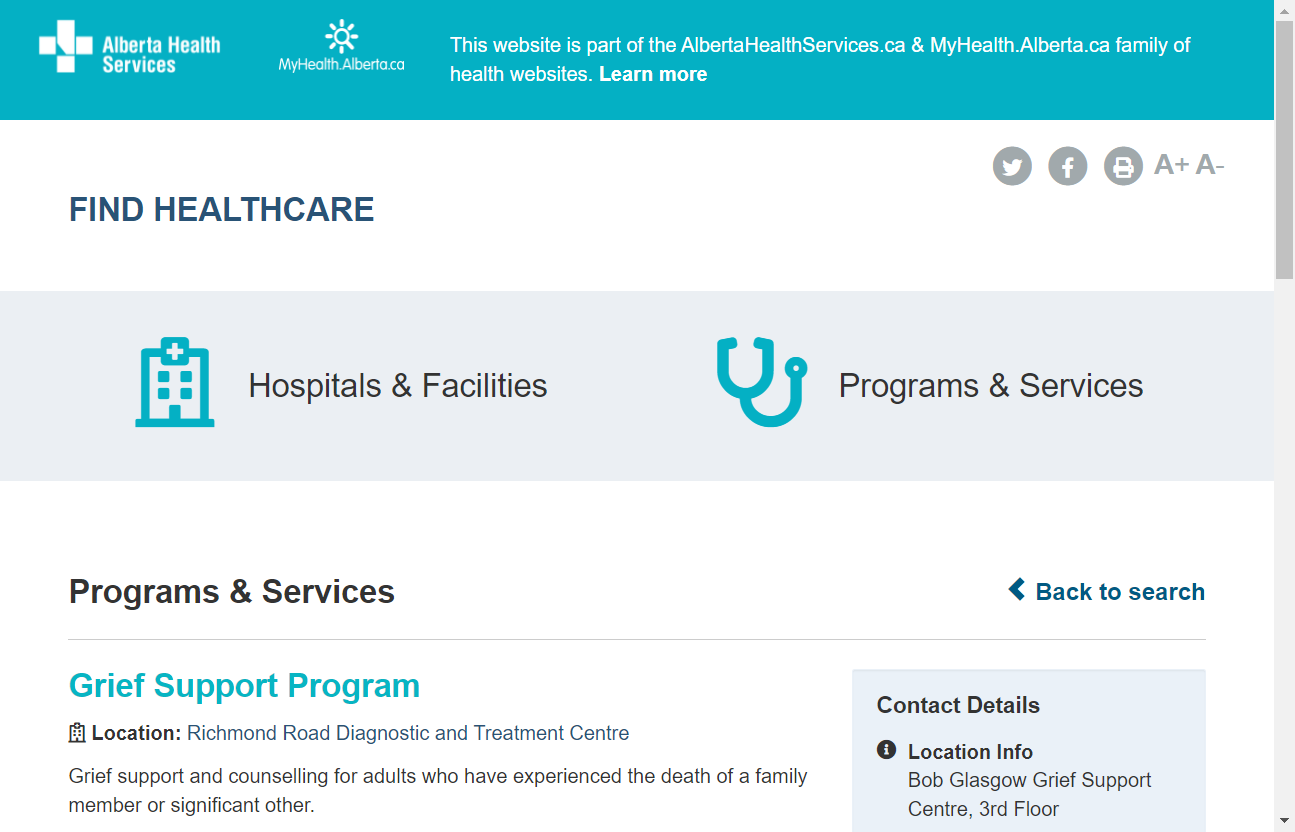 Alberta Health
Services
MyHealth.Alberta.ca
This website is part of the AlbertaHealthServices.ca & MyHealth.Alberta.ca family of
health websites. Learn more
A+ A-
FIND HEALTHCARE
Hospitals & Facilities
Programs & Services
Programs & Services
Back to search
Grief Support Program
Location: Richmond Road Diagnostic and Treatment Centre
Grief support and counselling for adults who have experienced the death of a family
member or significant other.
Contact Details
Location Info
Bob Glasgow Grief Support
Centre, 3rd Floor